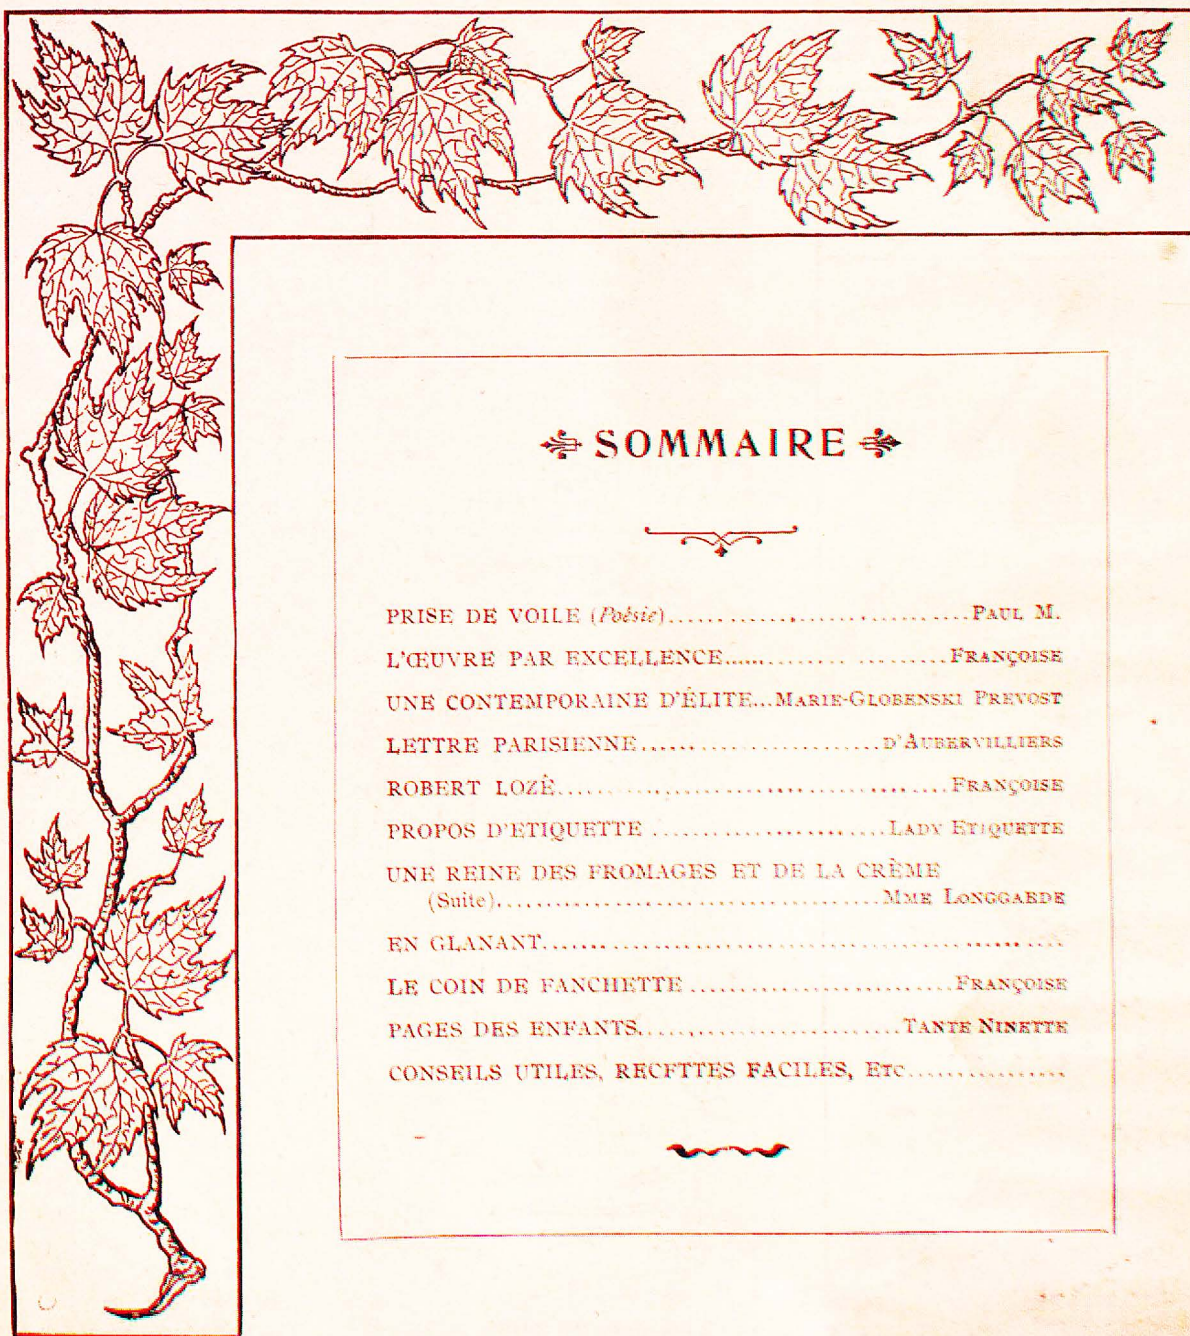 SOMMAIRE
PRISE DE VOILE (Poésie)..............................PAUL M.
L'ŒUVRE PAR EXCELLENCE......................FRANÇOISE
UNE CONTEMPORAINE D'ÉLITE...MARIE-GLOBENSKI PREVOST
LETTRE PARISIENNE........................D'AUBERVILLIERS
ROBERT LOZÉ........................................FRANÇOISE
PROPOS D'ETIQUETTE ........................LADY ETIQUETTE
UNE REINE DES FROMAGES ET DE LA CRÈME
(Suite).......................................MME LONGGARDE
EN GLANANT.....................................................
LE COIN DE FANCHETTE ...........................FRANÇOISE
PAGES DES ENFANTS...........................TANTE NINETTE
CONSEILS UTILES, RECETTES FACILES, ETC................